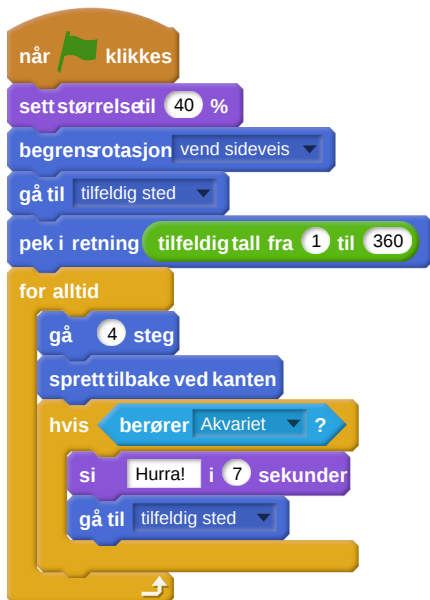 når klikkes
sett størrelse til 40 %
begrens rotasjon vend sideveis
gå til tilfeldig sted
pek i retning tilfeldig tall fra 1 til 360
for alltid
gå 4 steg
sprett tilbake ved kanten
hvis berører Akvariet ?
si Hurra! i 7 sekunder
gå til tilfeldig sted